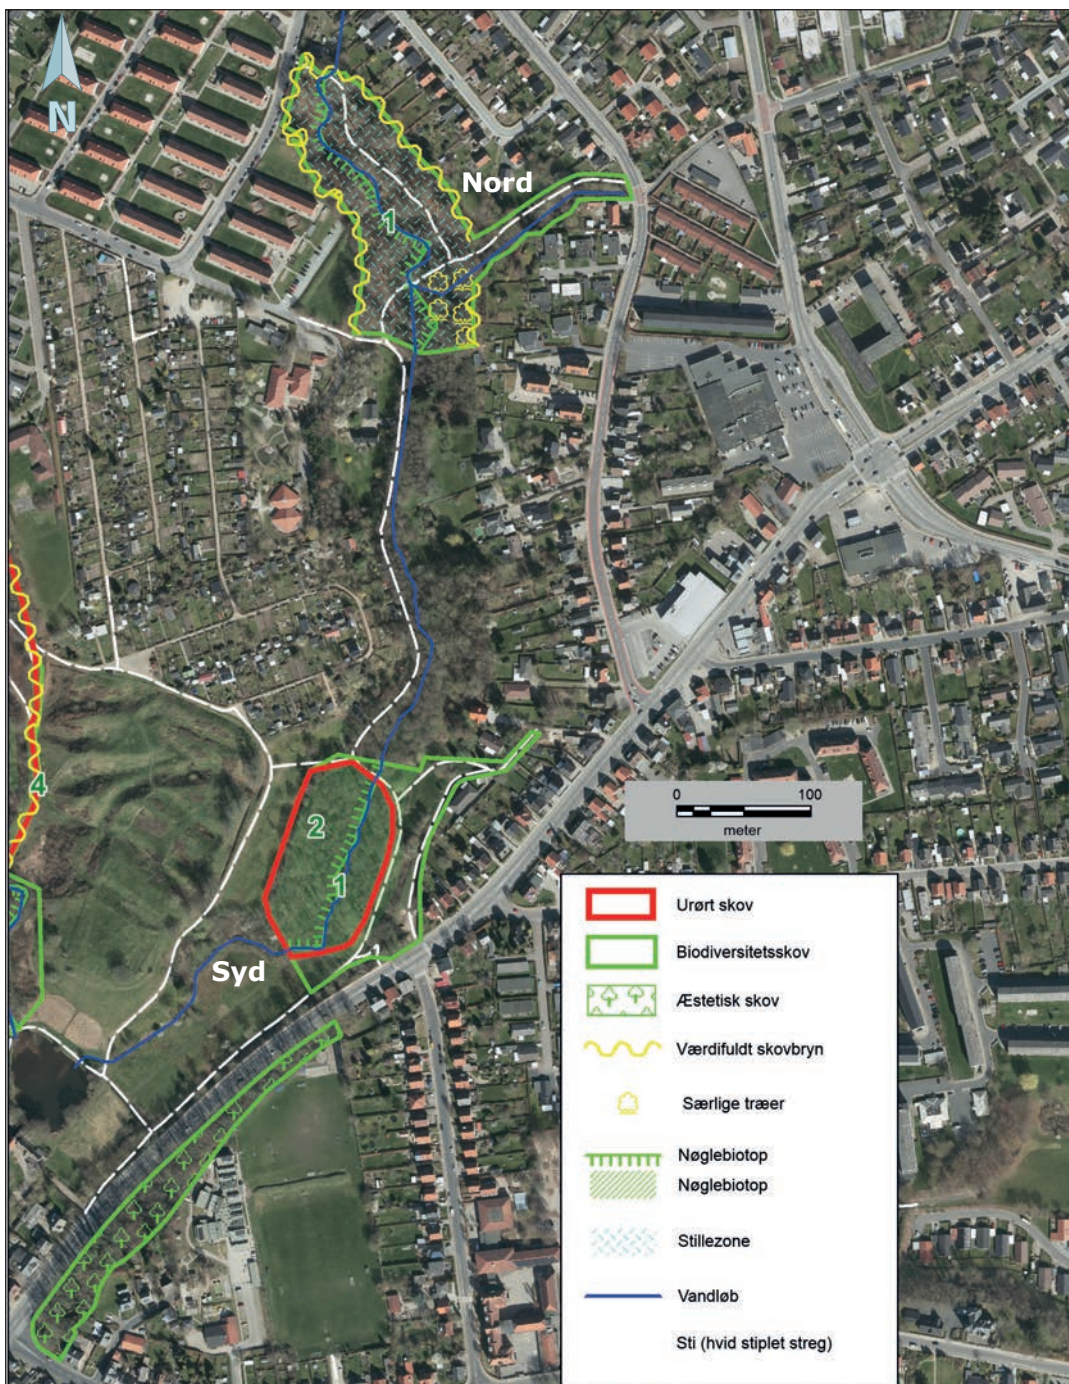 N
Nord
1
4
2
1
Syd
0 100
meter
Urørt skov
Biodiversitetsskov
Æstetisk skov
Værdifuldt skovbryn
Særlige træer
Nøglebiotop
Nøglebiotop
Stillezone
Vandløb
Sti (hvid stiplet streg)